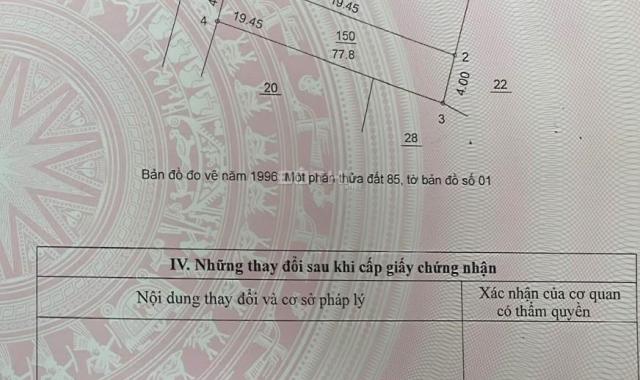 19.45
4
19.45
150
77.8
2
4.00
22
20
3
28
Bản đồ đo vẽ năm 1996. Một phần thửa đất 85, tờ bản đồ số 01
IV. Những thay đổi sau khi cấp giấy chứng nhận
Nội dung thay đổi và cơ sở pháp lý
Xác nhận của cơ quan
có thẩm quyền